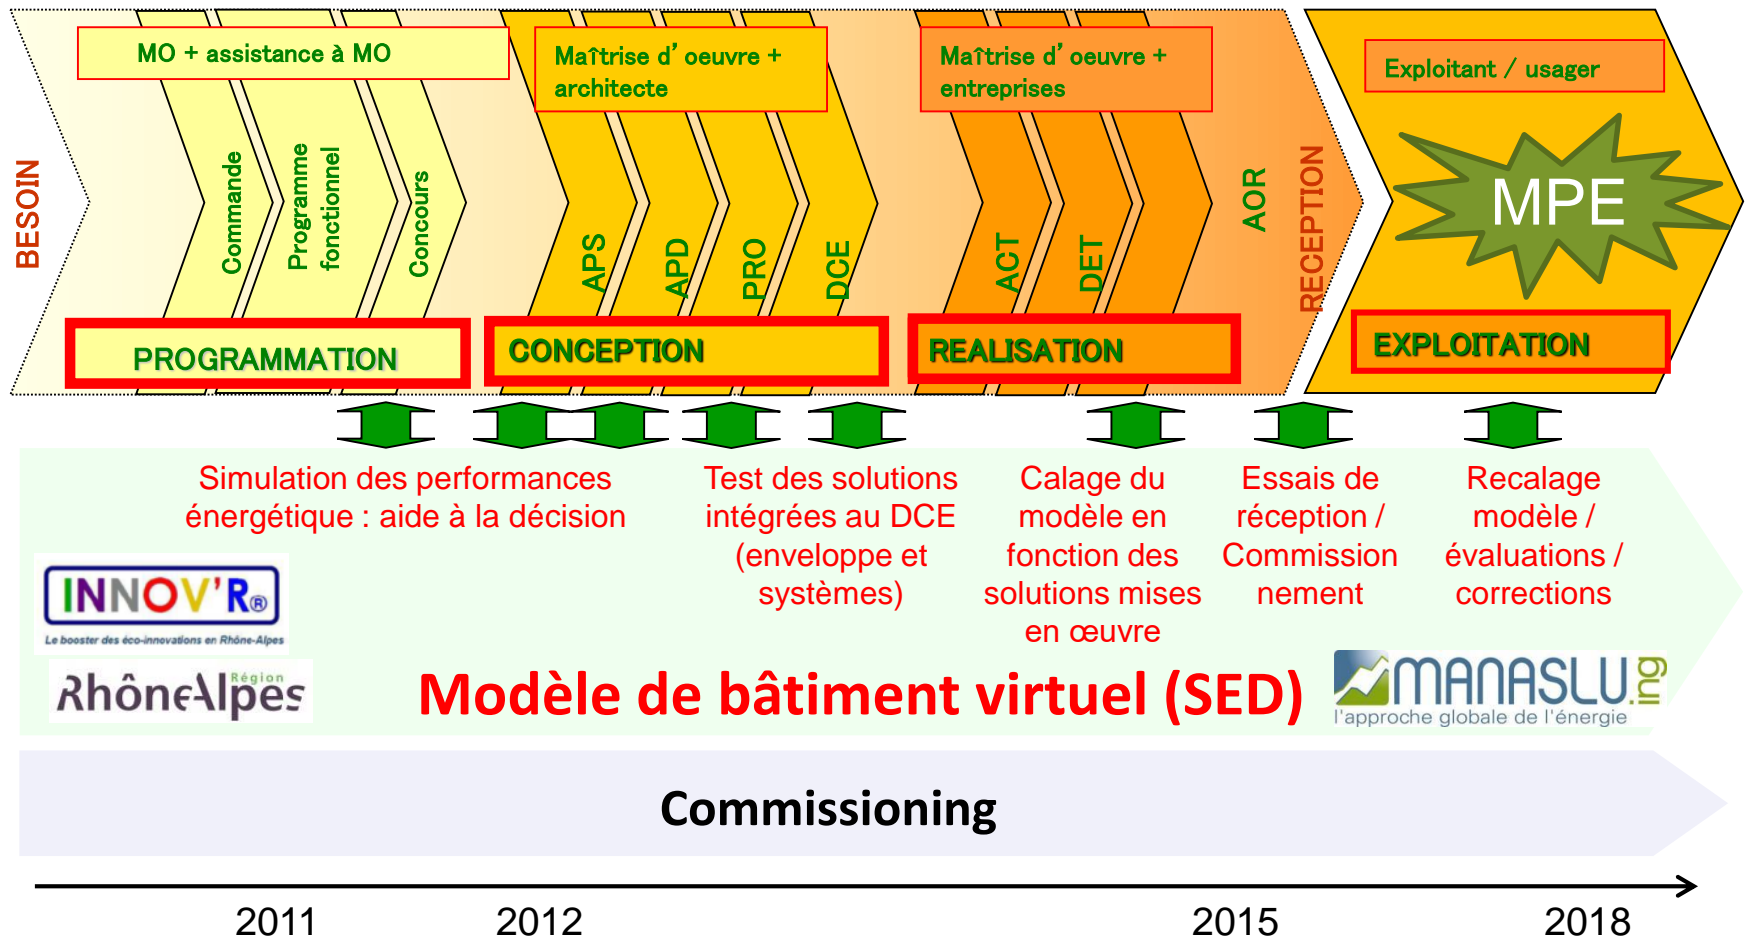 MO + assistance à MO
Maîtrise d’ oeuvre +
architecte
Maîtrise d’ oeuvre +
entreprises
Exploitant / usager
BESOIN
Commande
Programme
fonctionnel
Concours
APS
APD
PRO
DCE
ACT
DET
AOR
RECEPTION
MPE
PROGRAMMATION
CONCEPTION
REALISATION
EXPLOITATION
Simulation des performances
énergétique : aide à la décision
Test des solutions
intégrées au DCE
(enveloppe et
systèmes)
Calage du
modèle en
fonction des
solutions mises
en œuvre
Essais de
réception /
Commission
nement
Recalage
modèle /
évaluations /
corrections
INNOV'R®
Le booster des éco-innovations en Rhône-Alpes
Région
RhôneAlpes
Modèle de bâtiment virtuel (SED)
MANASLU.ing
l'approche globale de l'énergie
Commissioning
2011
2012
2015
2018